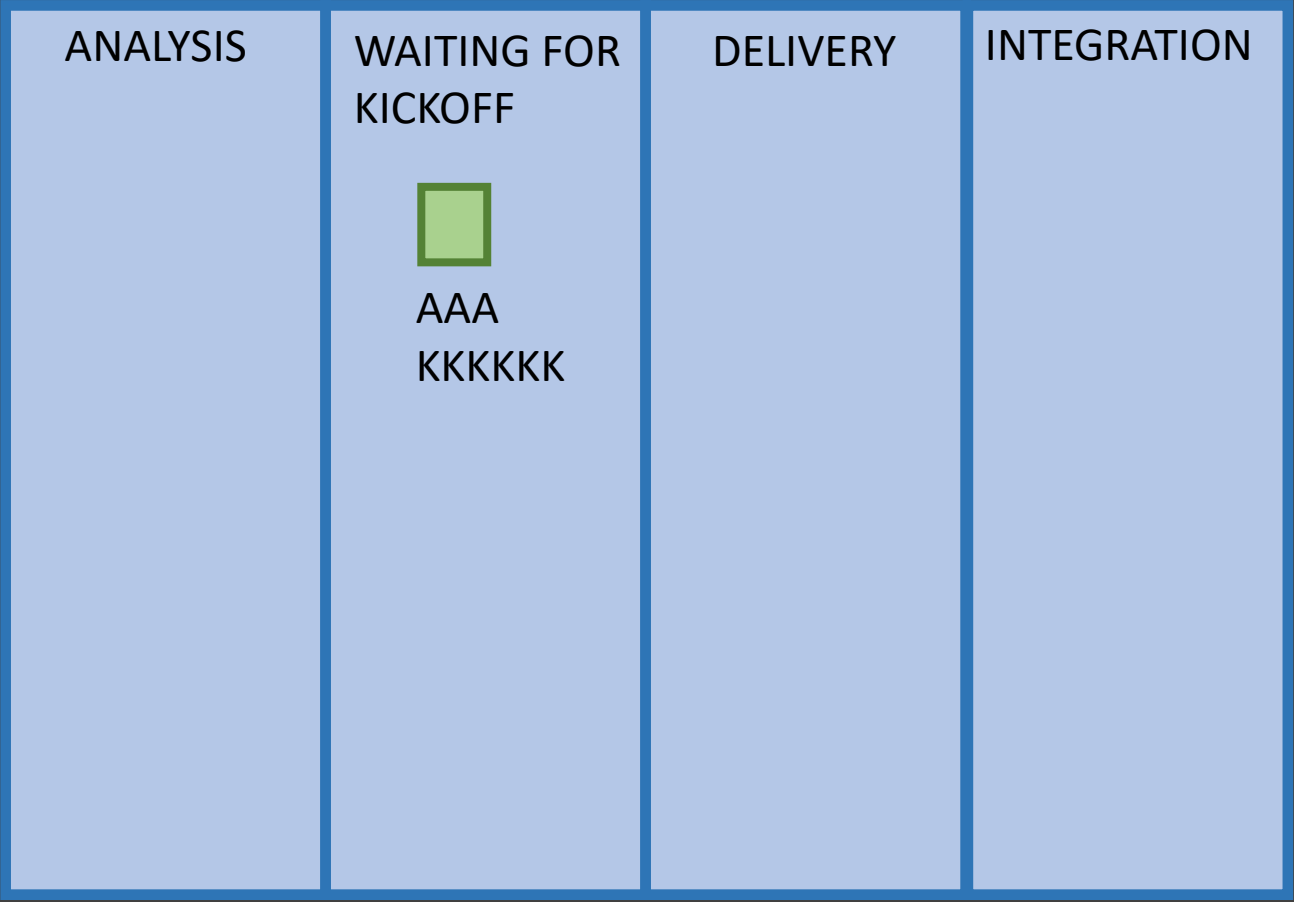 ANALYSIS
WAITING FOR
KICKOFF
AAA
KKKKKK
DELIVERY
INTEGRATION